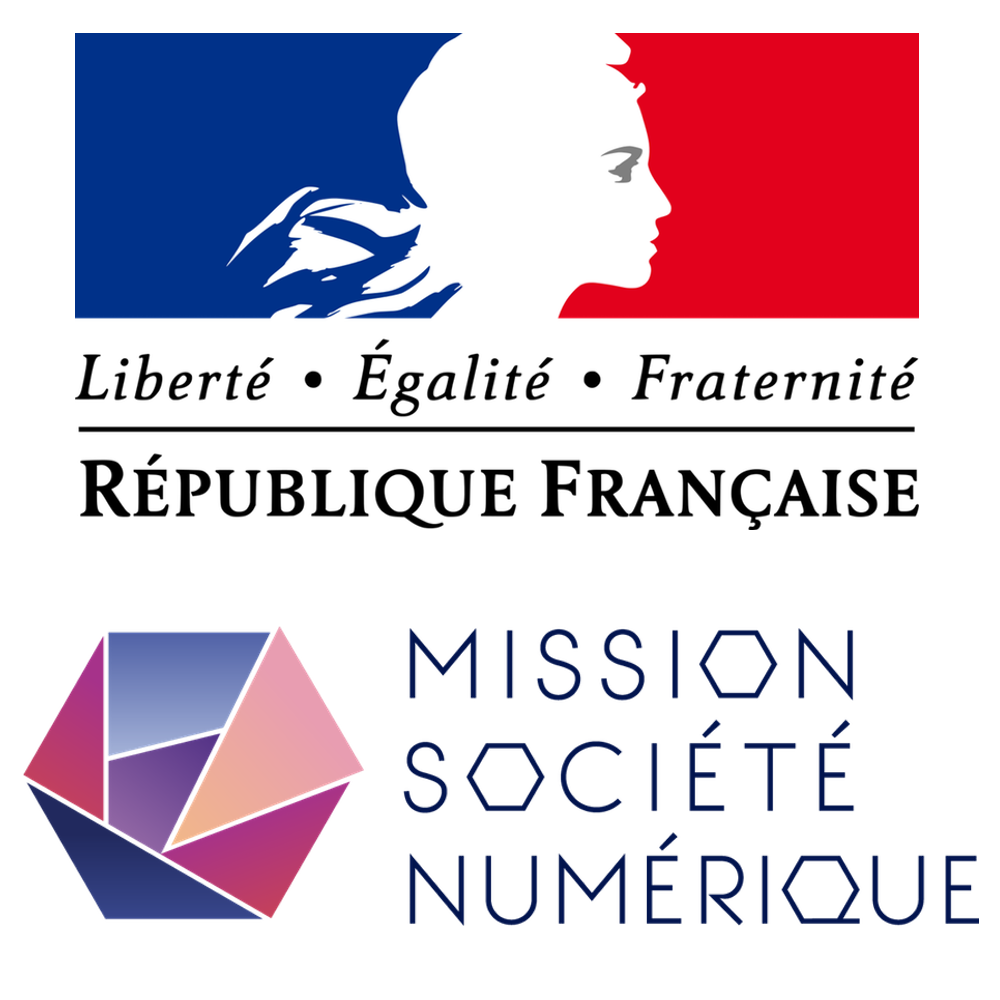 Liberté • Égalité • Fraternité
RÉPUBLIQUE FRANÇAISE
MISSION
SOCIÉTÉ
NUMÉRIQUE